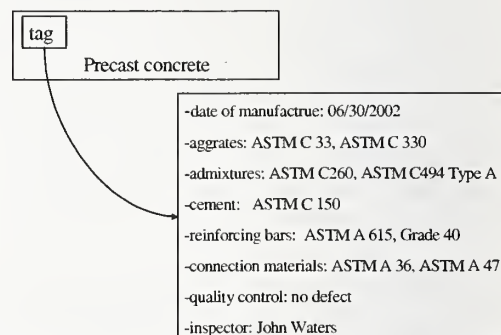 tag
Precast concrete
-date of manufactrue: 06/30/2002
-aggrates: ASTM C 33, ASTM C 330
-admixtures: ASTM C260, ASTM C494 Type A
-cement: ASTM C 150
-reinforcing bars: ASTM A 615, Grade 40
-connection materials: ASTM A 36, ASTM A 47
-quality control: no defect
-inspector: John Waters